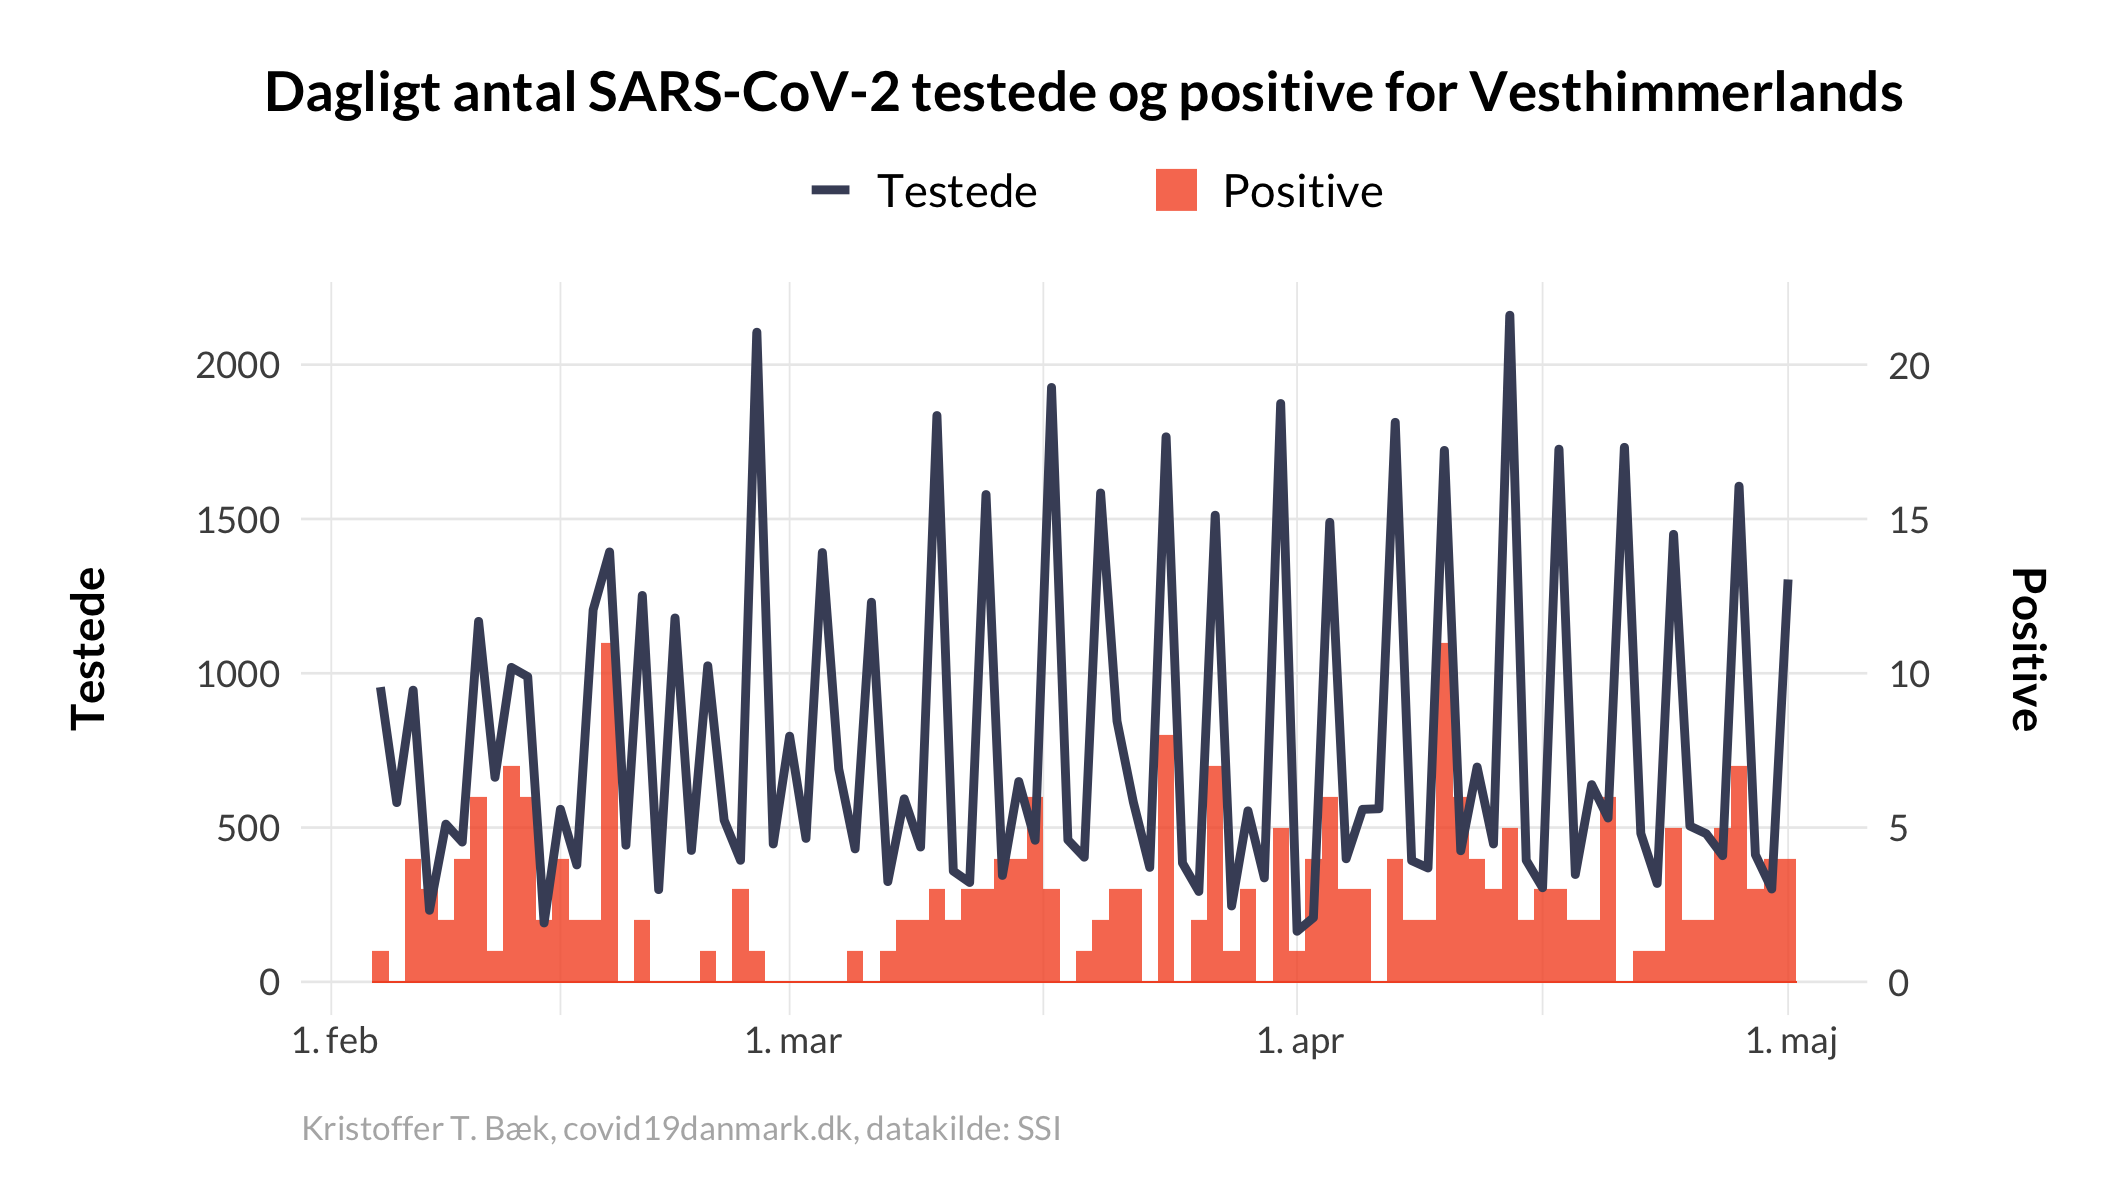 Dagligt antal SARS-CoV-2 testede og positive for Vesthimmerlands
Testede
Positive
2000
1500
1000
500
0
Testede
20
15
10
5
0
Positive
1. feb
1. mar
1. apr
1. maj
Kristoffer T. Bæk, covid19danmark.dk, datakilde: SSI